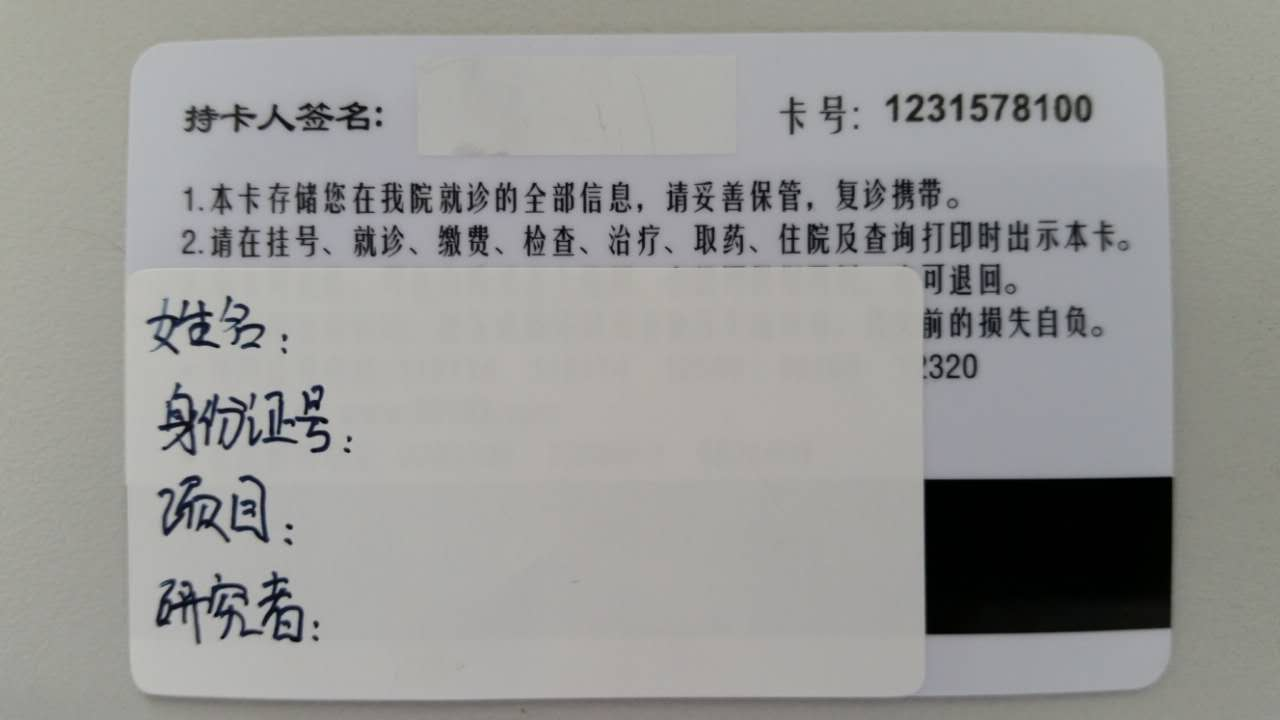 持卡人签名: 卡号: 1231578100
1.本卡存储您在我院就诊的全部信息，请妥善保管，复诊携带。
2.请在挂号、就诊、缴费、检查、治疗、取药、住院及查询打印时出示本卡。
可退回。
前的损失自负。
2320
姓名：
身份证号：
项目：
研究者：